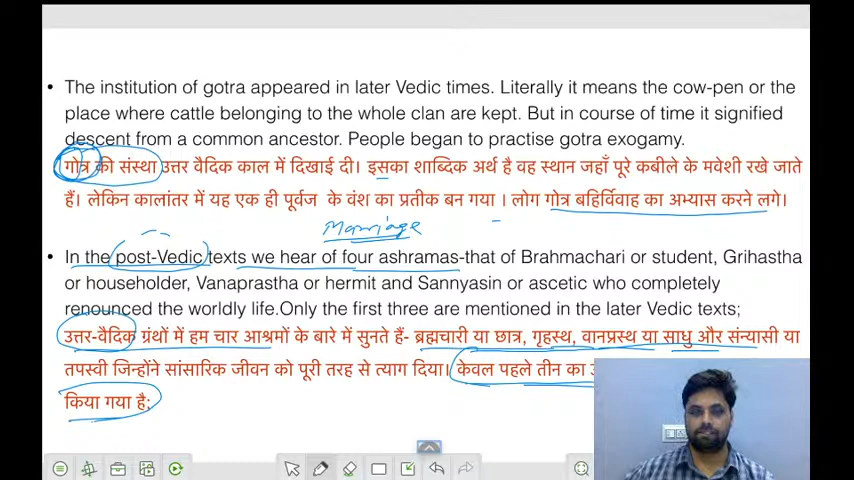 • The institution of gotra appeared in later Vedic times. Literally it means the cow-pen or the
place where cattle belonging to the whole clan are kept. But in course of time it signified
descent from a common ancestor. People began to practise gotra exogamy.
गोत्र की संस्था उत्तर वैदिक काल में दिखाई दी। इसका शाब्दिक अर्थ है वह स्थान जहाँ पूरे कबीले के मवेशी रखे जाते
हैं। लेकिन कालांतर में यह एक ही पूर्वज के वंश का प्रतीक बन गया । लोग गोत्र बहिर्विवाह का अभ्यास करने लगे।
Marriage
• In the post-Vedic texts we hear of four ashramas-that of Brahmachari or student, Grihastha
or householder, Vanaprastha or hermit and Sannyasin or ascetic who completely
renounced the worldly life.Only the first three are mentioned in the later Vedic texts;
उत्तर-वैदिक ग्रंथों में हम चार आश्रमों के बारे में सुनते हैं- ब्रह्मचारी या छात्र, गृहस्थ, वानप्रस्थ या साधु और संन्यासी या
तपस्वी जिन्होंने सांसारिक जीवन को पूरी तरह से त्याग दिया। केवल पहले तीन का
किया गया है;